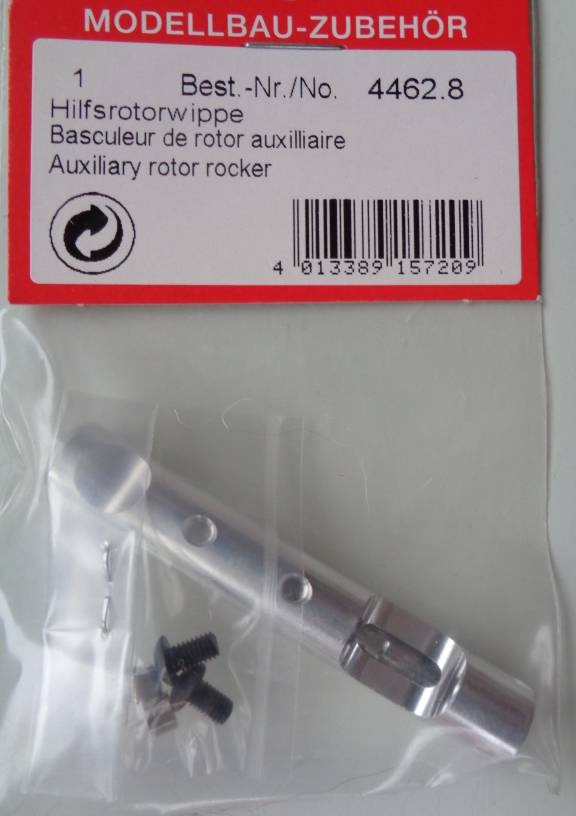 MODELLBAU-ZUBEHÖR
1 Best.-Nr./No. 4462.8
Hilfsrotorwippe
Basculeur de rotor auxilliaire
Auxiliary rotor rocker
4 013389 157209